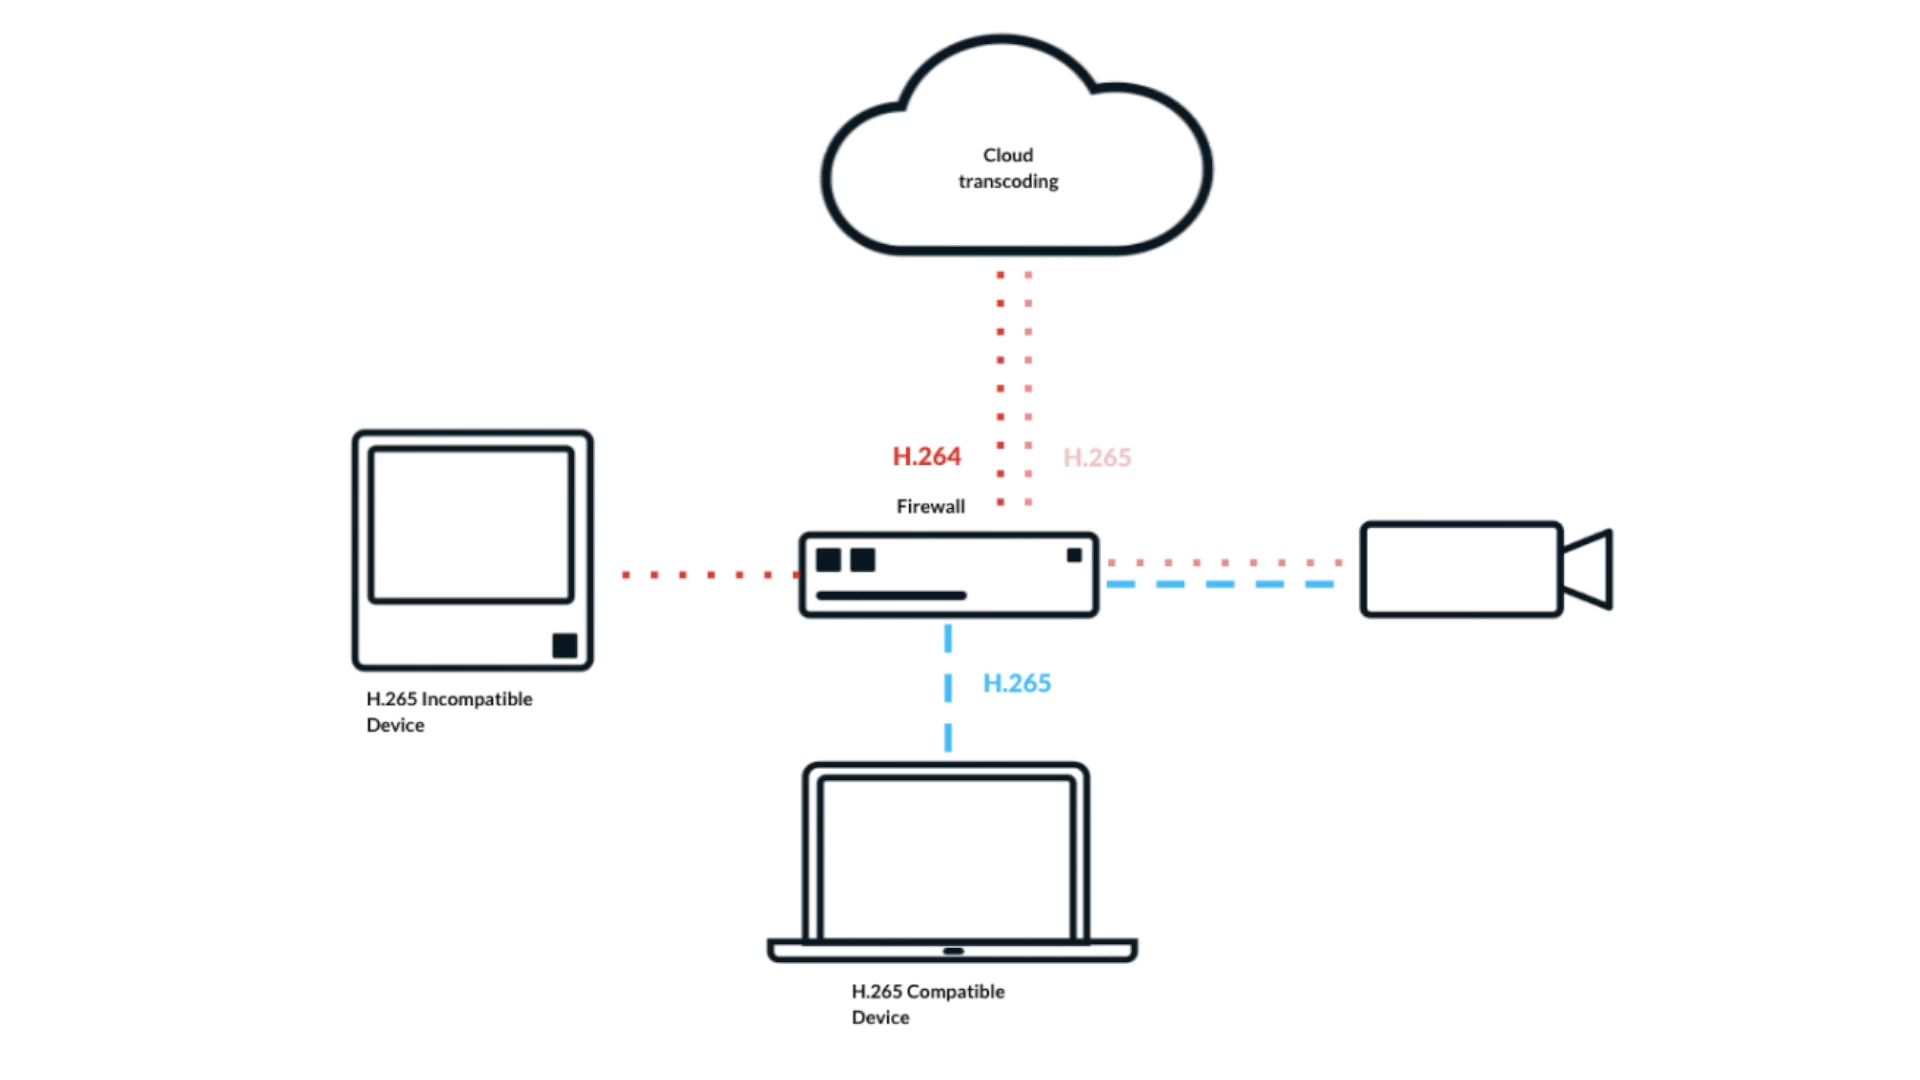 Cloud
transcoding
H.264
H.265
Firewall
H.265
H.265 Incompatible
Device
H.265 Compatible
Device